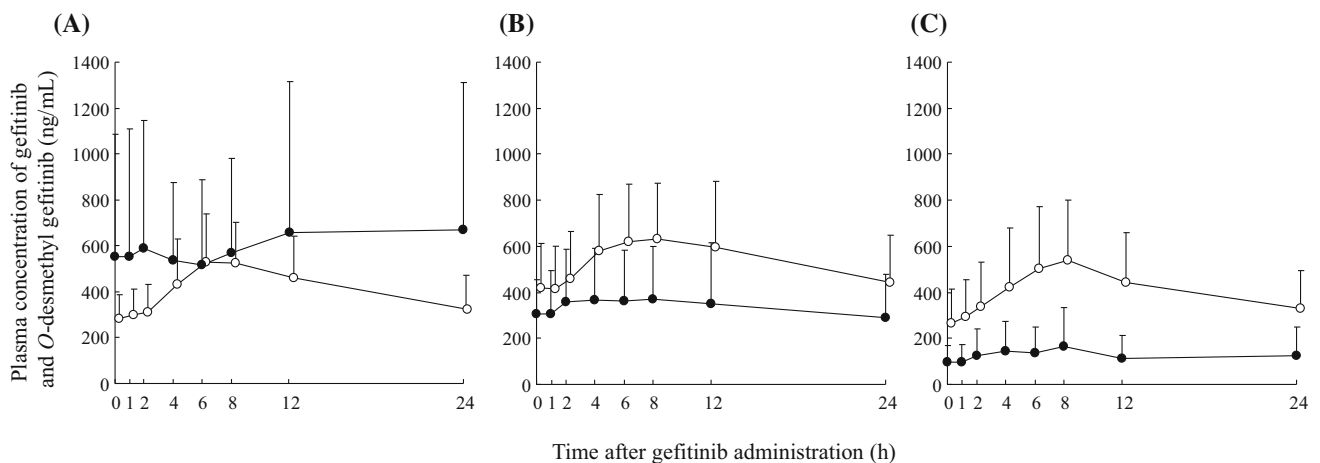 (A)
(B)
(C)
Plasma concentration of gefitinib
and O-desmethyl gefitinib (ng/mL)
1400
1200
1000
800
600
400
200
0
0 1 2 4 6 8 12 24
1400
1200
1000
800
600
400
200
0
0 1 2 4 6 8 12 24
1400
1200
1000
800
600
400
200
0
0 1 2 4 6 8 12 24
Time after gefitinib administration (h)